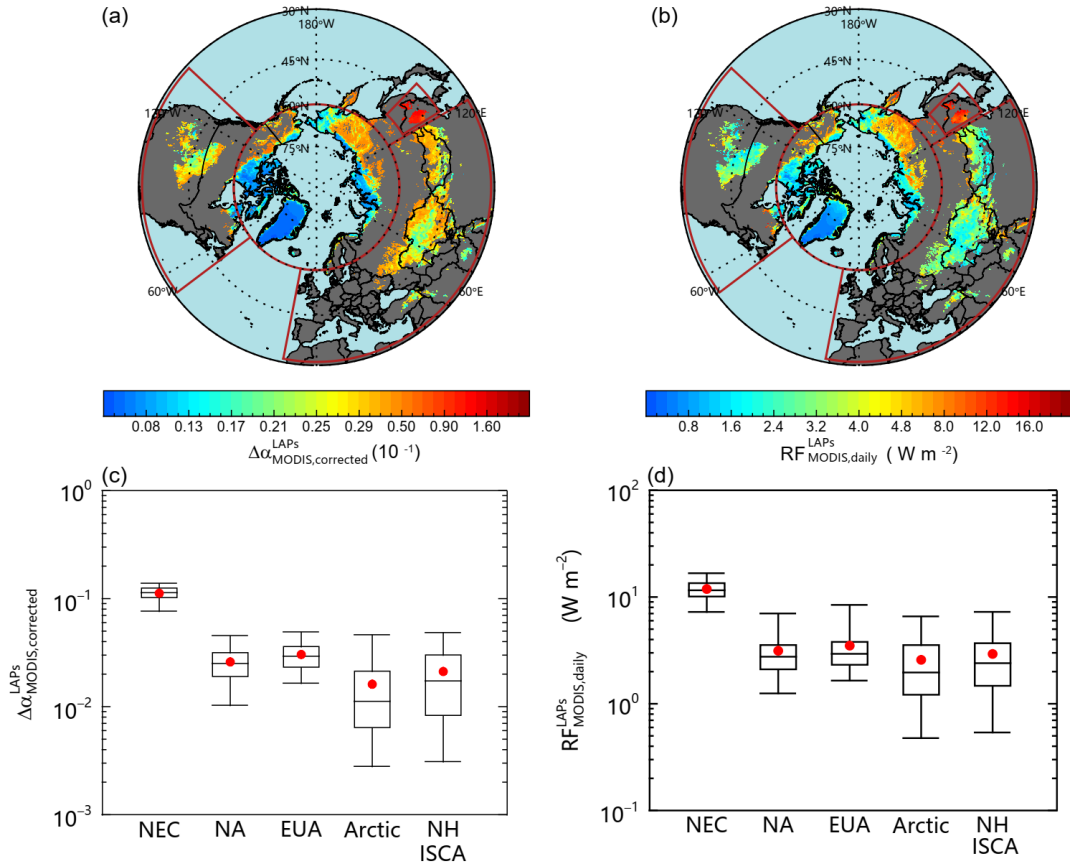 (a)
30°N
180°W
45°N
75°N
120°E
60°W
(b)
30°N
180°W
45°N
75°N
120°E
60°W
0.08 0.13 0.17 0.21 0.25 0.29 0.50 0.90 1.60
Δα LAPs MODIS,corrected (10 -1)
0.8 1.6 2.4 3.2 4.0 4.8 8.0 12.0 16.0
RF LAPs MODIS,daily ( W m -2)
(c)
10^0
10^-1
10^-2
10^-3
Δα LAPs MODIS,corrected
NEC NA EUA Arctic NH
ISCA
(d)
10^2
10^1
10^0
10^-1
RF LAPs MODIS,daily (W m-2)
NEC NA EUA Arctic NH
ISCA